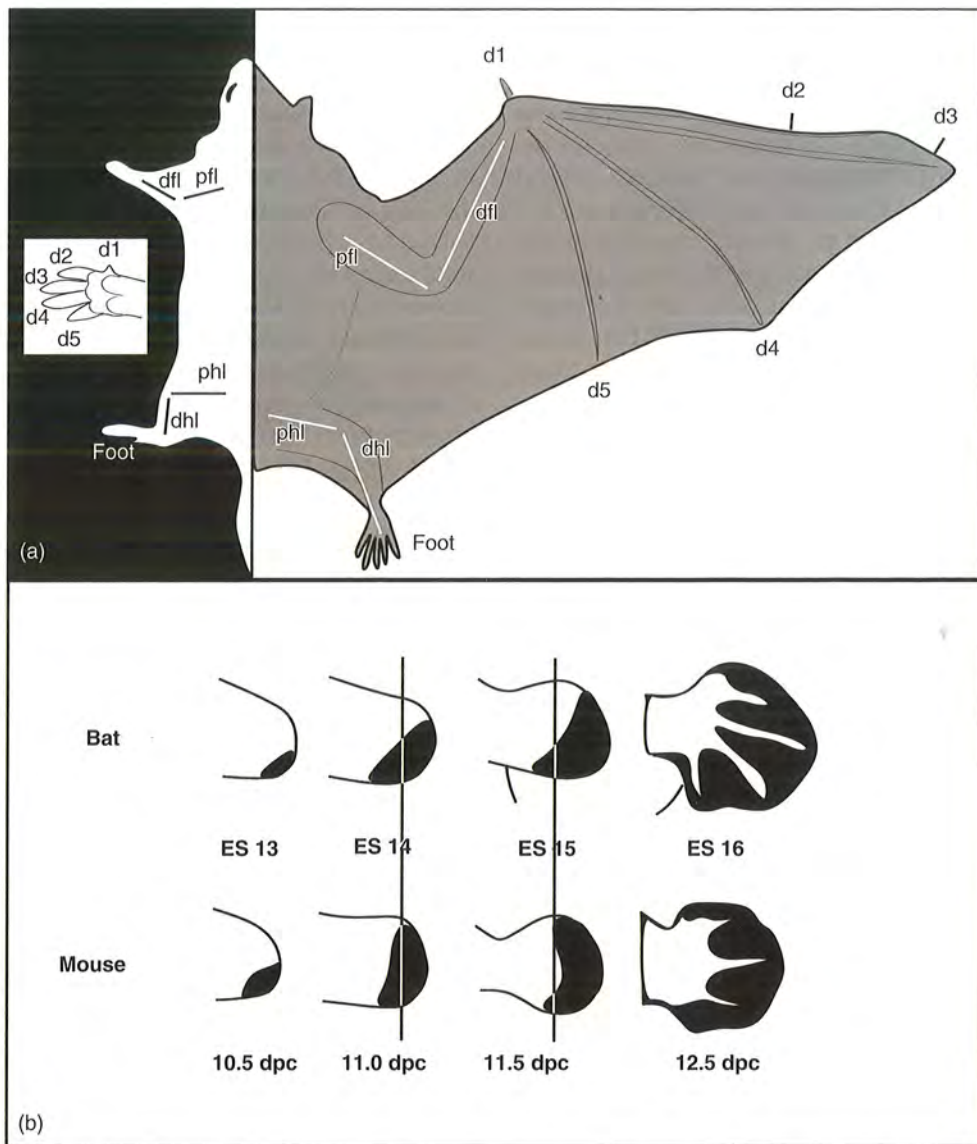 d1
d2
d3
dfl
pfl
dfl
d1
d2
d3
d4
d5
pfl
phl
d4
d5
dhl
phl
dhl
Foot
Foot
(a)
Bat
ES 13
ES 14
ES 15
ES 16
Mouse
10.5 dpc
11.0 dpc
11.5 dpc
12.5 dpc
(b)